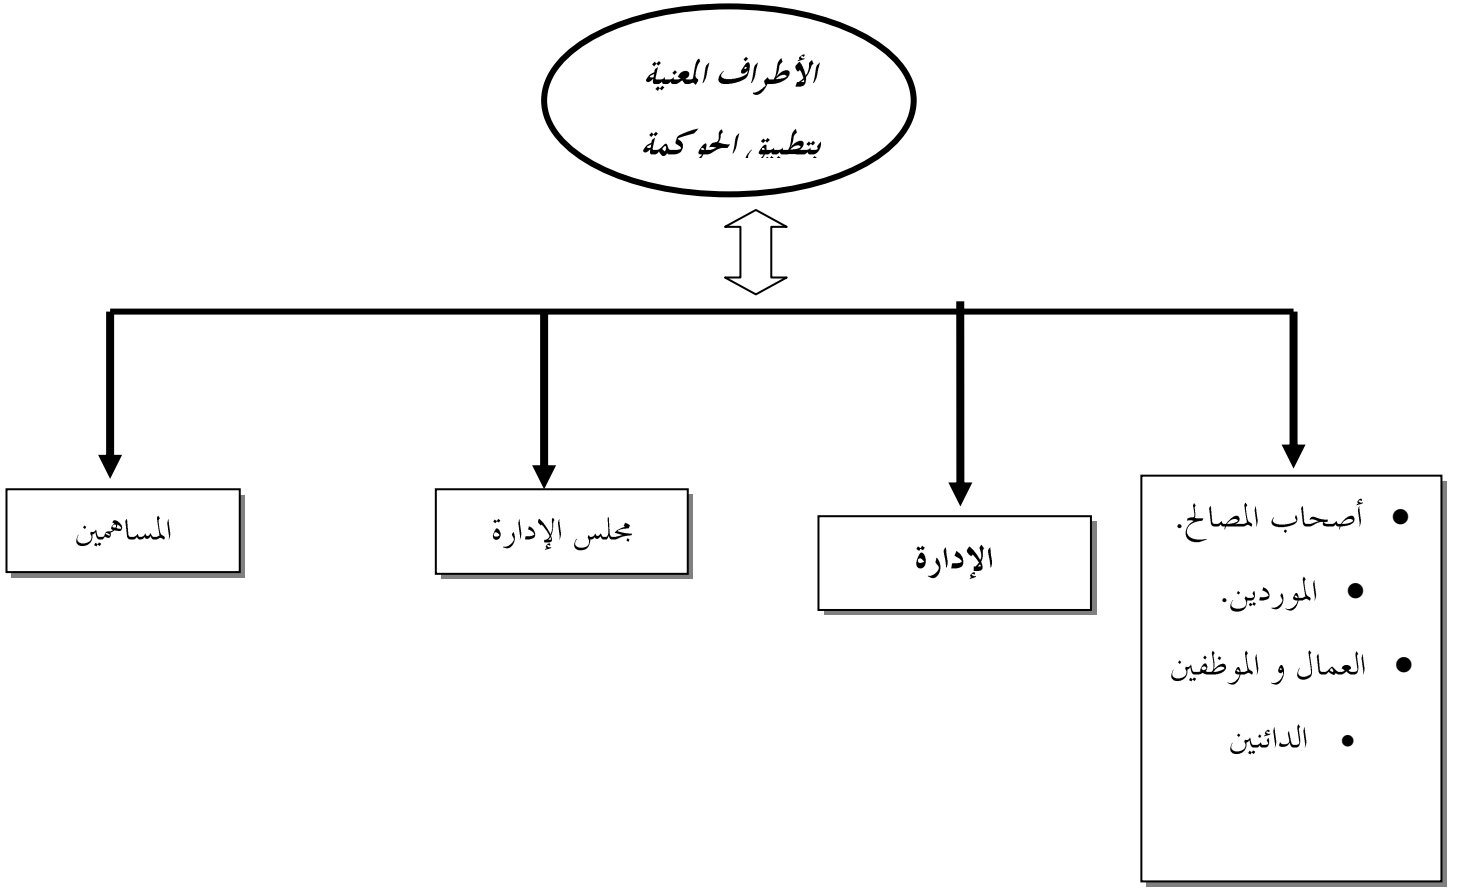 الأطراف المعنية
بتطبيق الحوكمة
أصحاب المصالح.
الموردين.
العمال و الموظفين
الدائنين
الإدارة
مجلس الإدارة
المساهمين